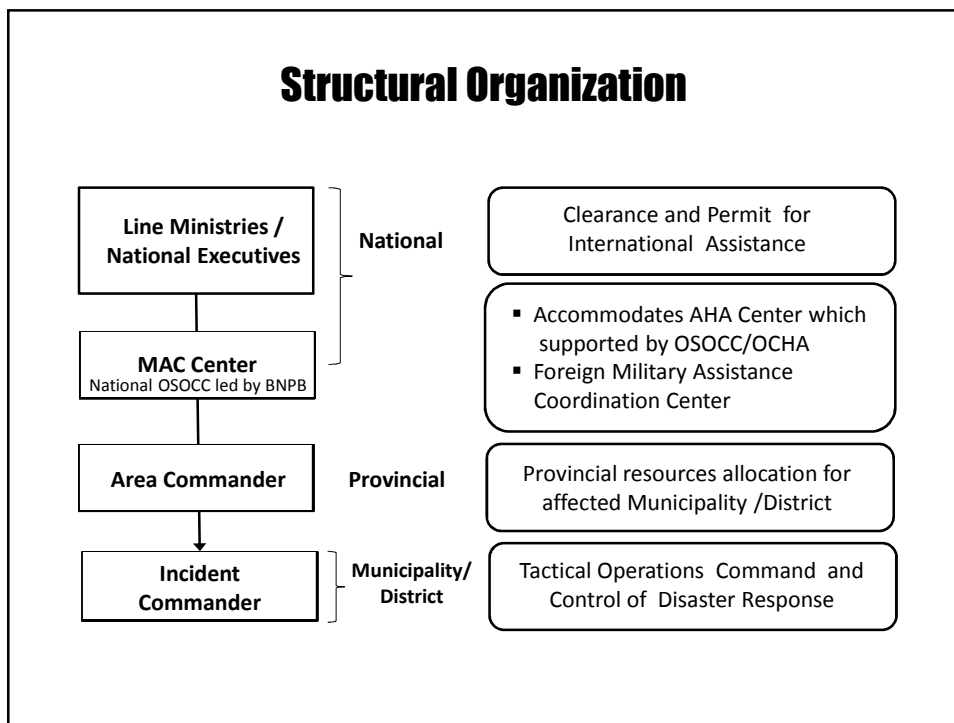 Structural Organization
Line Ministries /
National Executives
National
Clearance and Permit for
International Assistance
MAC Center
National OSOCC led by BNPB
▪ Accommodates AHA Center which
supported by OSOCC/OCHA
▪ Foreign Military Assistance
Coordination Center
Area Commander
Provincial
Provincial resources allocation for
affected Municipality /District
Incident
Commander
Municipality/
District
Tactical Operations Command and
Control of Disaster Response